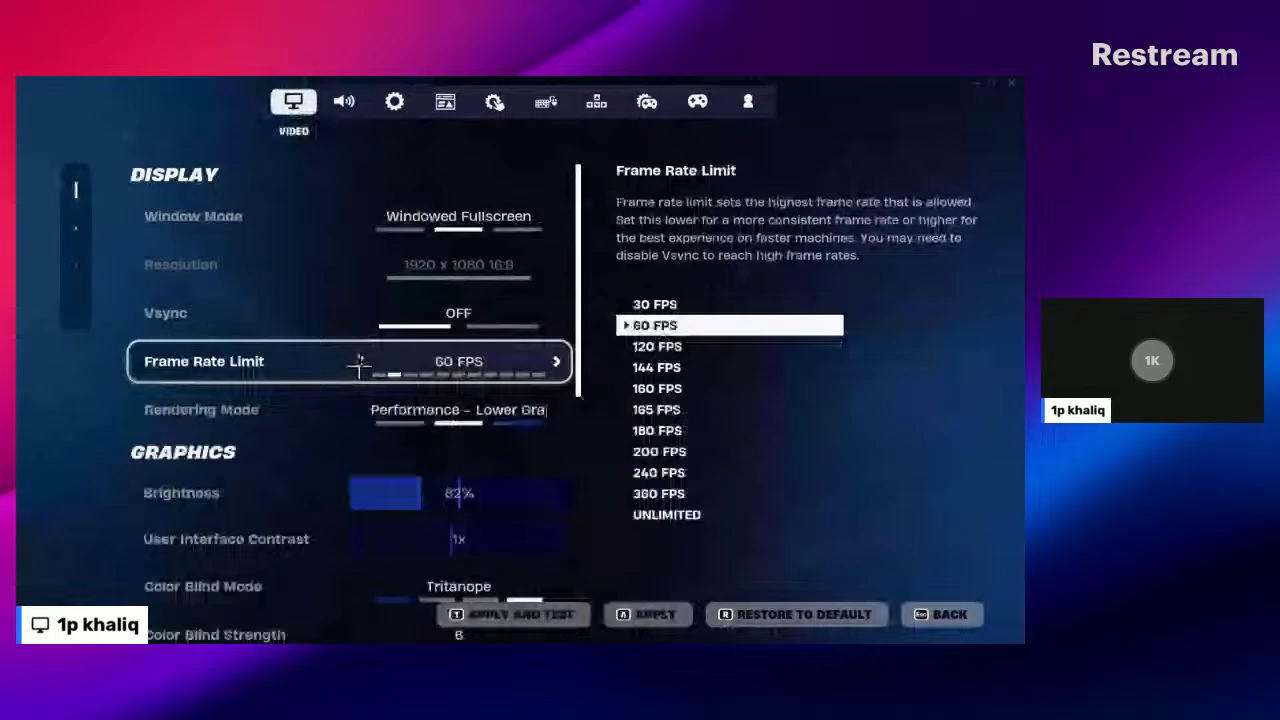 Restream
VIDEO
DISPLAY
Window Mode
Windowed Fullscreen
Resolution
1920 x 1080 16:9
Vsync
OFF
Frame Rate Limit
60 FPS
Rendering Mode
Performance - Lower Gra
GRAPHICS
Brightness
82%
User Interface Contrast
1x
Color Blind Mode
Tritanope
Color Blind Strength
6
Frame Rate Limit
Frame rate limit sets the highest frame rate that is allowed
Set this lower for a more consistent frame rate or higher for
the best experience on faster machines. You may need to
disable Vsync to reach high frame rates.
30 FPS
60 FPS
120 FPS
144 FPS
160 FPS
165 FPS
180 FPS
200 FPS
240 FPS
360 FPS
UNLIMITED
T APPLY AND TEST
A APPLY
R RESTORE TO DEFAULT
Esc BACK
1p khaliq
1K
1p khaliq